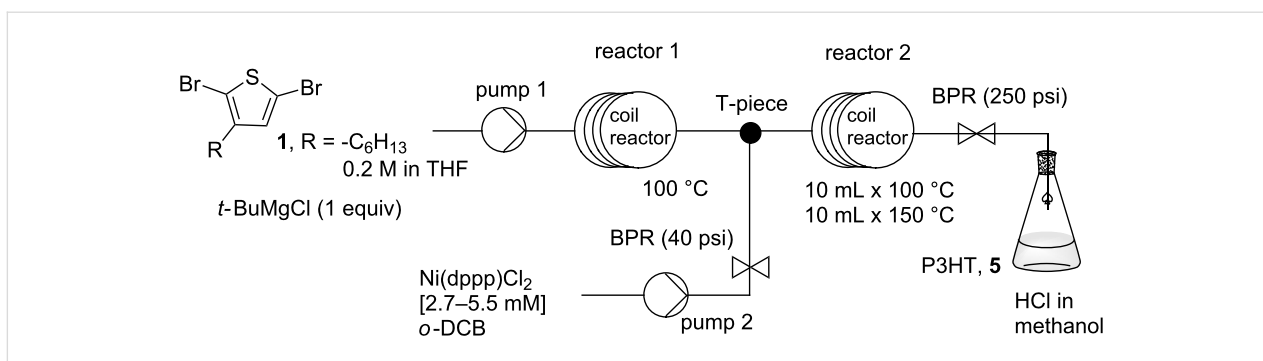 reactor 1
reactor 2
Br
S
Br
R
1, R = -C6H13
0.2 M in THF
t-BuMgCl (1 equiv)
pump 1
coil
reactor
100 °C
T-piece
coil
reactor
10 mL x 100 °C
10 mL x 150 °C
BPR (250 psi)
BPR (40 psi)
Ni(dppp)Cl2
[2.7–5.5 mM]
o-DCB
pump 2
P3HT, 5
HCl in
methanol